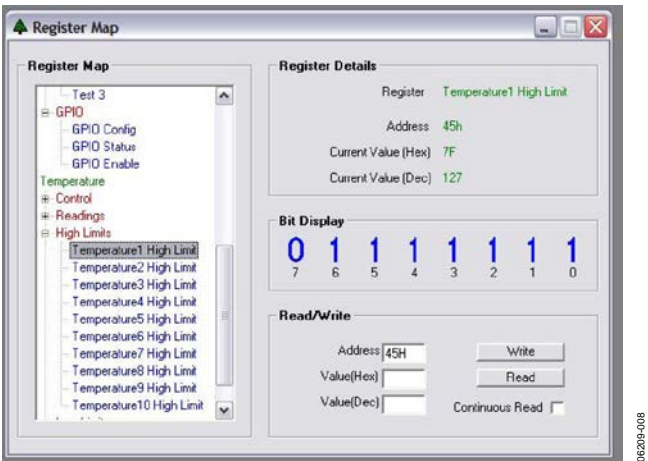 Register Map
Register Map
Test 3
GPIO
GPIO Config
GPIO Status
GPIO Enable
Temperature
Control
Readings
High Limits
Temperature1 High Limit
Temperature2 High Limit
Temperature3 High Limit
Temperature4 High Limit
Temperature5 High Limit
Temperature6 High Limit
Temperature7 High Limit
Temperature8 High Limit
Temperature9 High Limit
Temperature10 High Limit
Register Details
Register Temperature1 High Limit
Address 45h
Current Value (Hex) 7F
Current Value (Dec) 127
Bit Display
0 1 1 1 1 1 1 1
7 6 5 4 3 2 1 0
Read/Write
Address 45H Write
Value(Hex) Read
Value(Dec) Continuous Read
06209-008